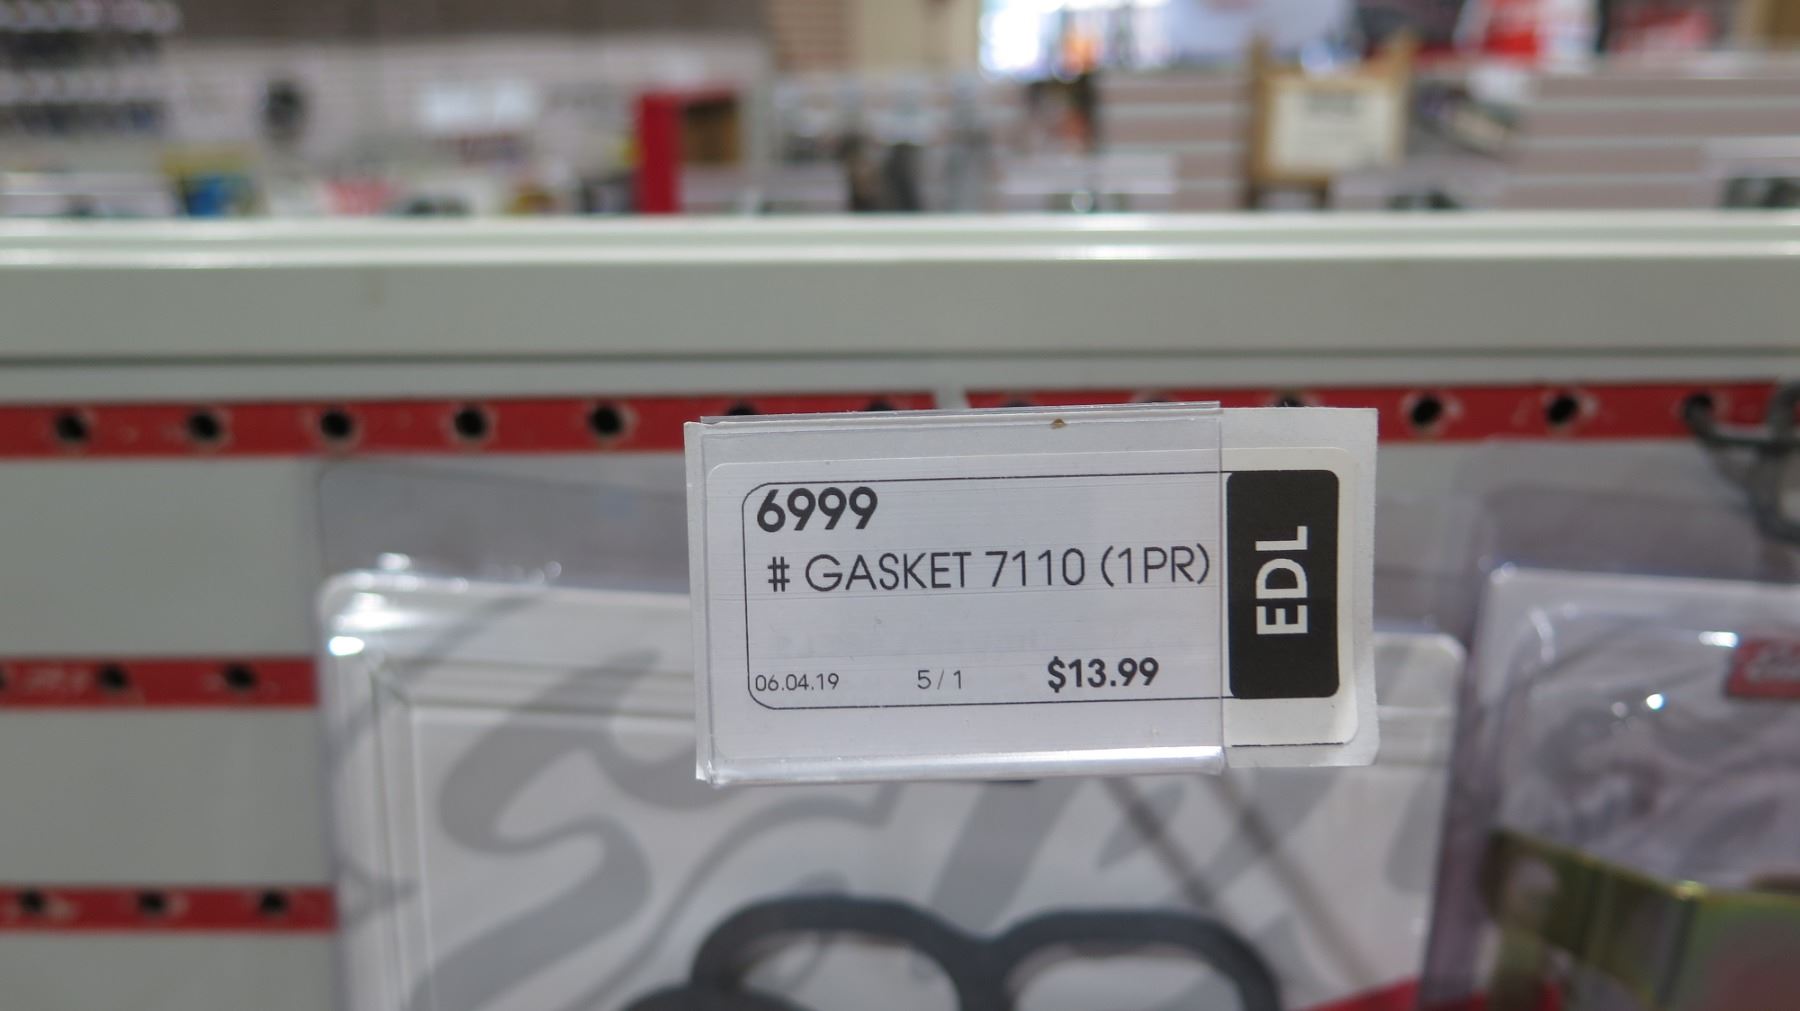 6999
# GASKET 7110 (1PR)
06.04.19 5/1 $13.99
EDL